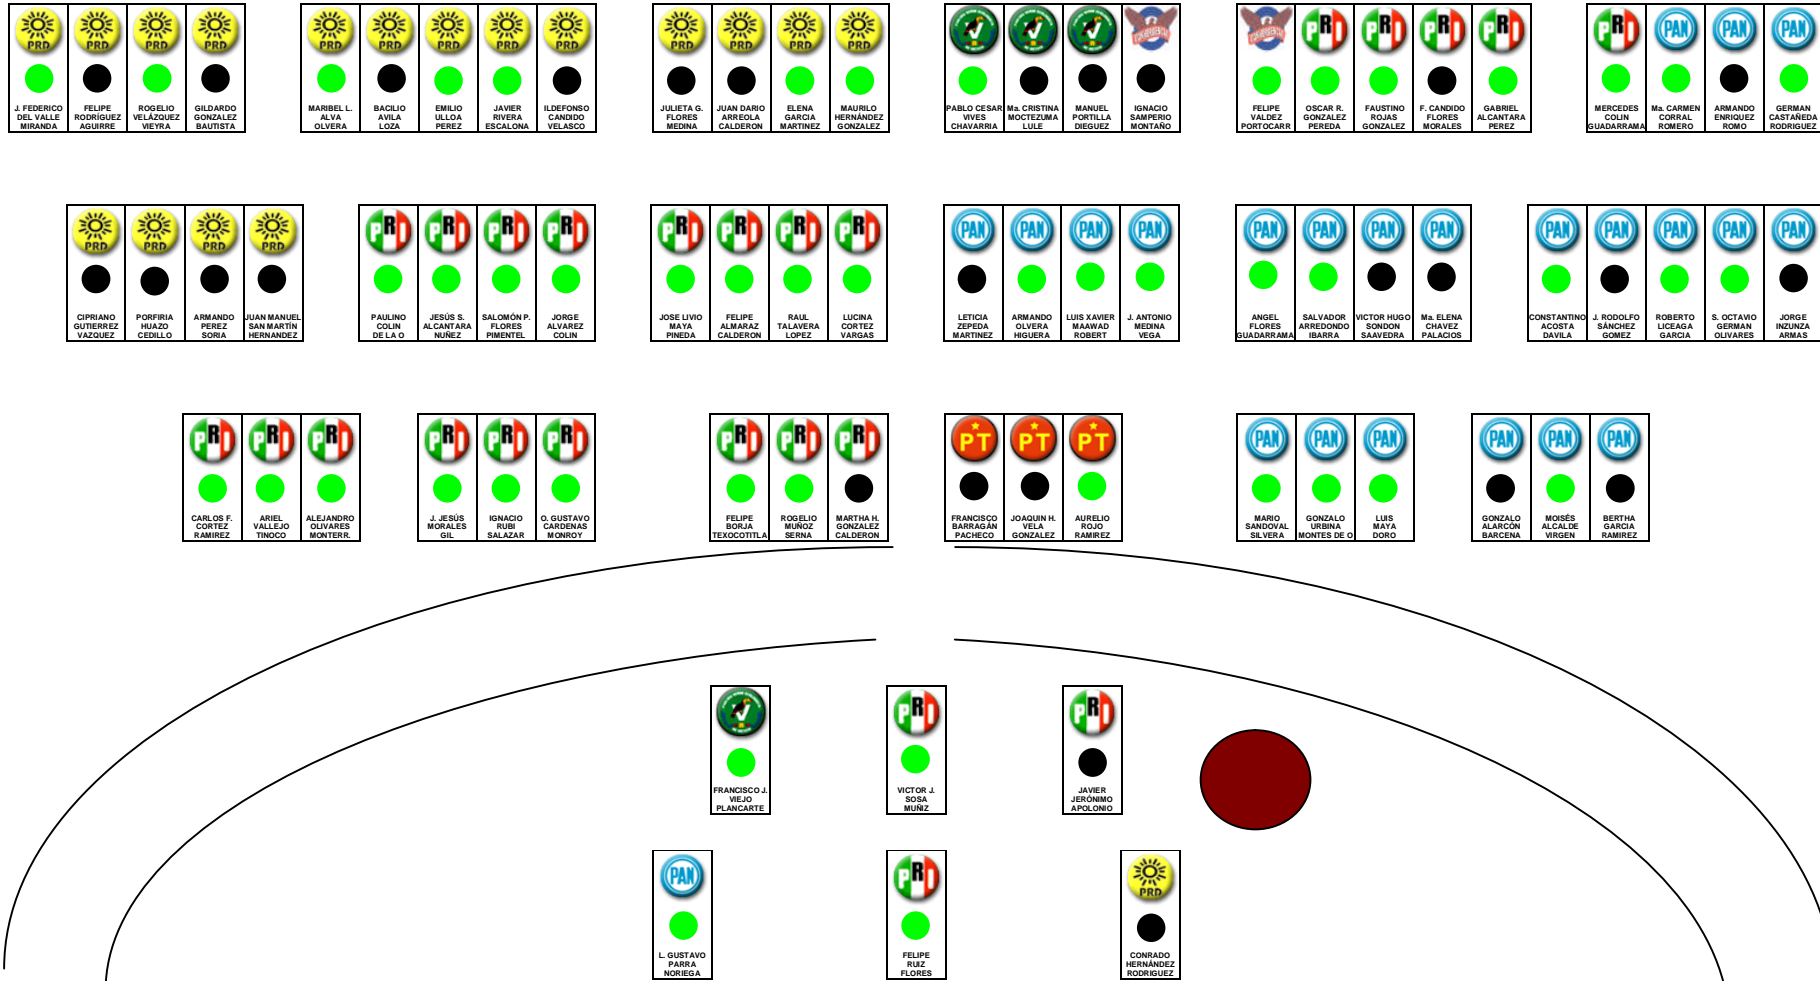 PRD PRD PRD PRD
J. FEDERICO DEL VALLE MIRANDA
FELIPE RODRÍGUEZ AGUIRRE
ROGELIO VELÁZQUEZ VIEYRA
GILDARDO GONZALEZ BAUTISTA
PRD PRD PRD PRD PRD
MARIBEL L. ALVA OLVERA
BACILIO AVILA LOZA
EMILIO ULLOA PEREZ
JAVIER RIVERA ESCALONA
ILDEFONSO CANDIDO VELASCO
PRD PRD PRD PRD
JULIETA G. FLORES MEDINA
JUAN DARIO ARREOLA CALDERON
ELENA GARCIA MARTINEZ
MAURILO HERNÁNDEZ GONZALEZ
CONVERGENCIA
PABLO CESAR VIVES CHAVARRIA
Ma. CRISTINA MOCTEZUMA LULE
MANUEL PORTILLA DIEGUEZ
IGNACIO SAMPERIO MONTAÑO
CONVERGENCIA PRI PRI PRI PRI
FELIPE VALDEZ PORTOCARR
OSCAR R. GONZALEZ PEREDA
FAUSTINO ROJAS GONZALEZ
F. CANDIDO FLORES MORALES
GABRIEL ALCANTARA PEREZ
PRI PAN PAN PAN
MERCEDES COLIN GUADARRAMA
Ma. CARMEN CORRAL ROMERO
ARMANDO ENRIQUEZ ROMO
GERMAN CASTAÑEDA RODRIGUEZ
PRD PRD PRD PRD
CIPRIANO GUTIERREZ VAZQUEZ
PORFIRIA HUAZO CEDILLO
ARMANDO PEREZ SORIA
JUAN MANUEL SAN MARTÍN HERNANDEZ
PRI PRI PRI PRI
PAULINO COLIN DE LA O
JESÚS S. ALCANTARA NUÑEZ
SALOMÓN P. FLORES PIMENTEL
JORGE ALVAREZ COLIN
PRI PRI PRI PRI
JOSE LIVIO MAYA PINEDA
FELIPE ALMARAZ CALDERON
RAUL TALAVERA LOPEZ
LUCINA CORTEZ VARGAS
PAN PAN PAN PAN
LETICIA ZEPEDA MARTINEZ
ARMANDO OLVERA HIGUERA
LUIS XAVIER MAAWAD ROBERT
J. ANTONIO MEDINA VEGA
PAN PAN PAN PAN
ANGEL FLORES GUADARRAMA
SALVADOR ARREDONDO IBARRA
VICTOR HUGO SONDON SAAVEDRA
Ma. ELENA CHAVEZ PALACIOS
PAN PAN PAN PAN PAN
CONSTANTINO ACOSTA DAVILA
J. RODOLFO SÁNCHEZ GOMEZ
ROBERTO LICEAGA GARCIA
S. OCTAVIO GERMAN OLIVARES
JORGE INZUNZA ARMAS
PRI PRI PRI
CARLOS F. CORTEZ RAMIREZ
ARIEL VALLEJO TINOCO
ALEJANDRO OLIVARES MONTERR.
PRI PRI PRI
J. JESÚS MORALES GIL
IGNACIO RUBI SALAZAR
O. GUSTAVO CARDENAS MONROY
PRI PRI PRI
FELIPE BORJA TEXOCOTITLA
ROGELIO MUÑOZ SERNA
MARTHA H. GONZALEZ CALDERON
PT PT PT
FRANCISCO BARRAGÁN PACHECO
JOAQUIN H. VELA GONZALEZ
AURELIO ROJO RAMIREZ
PAN PAN PAN
MARIO SANDOVAL SILVERA
GONZALO URBINA MONTES DE O
LUIS MAYA DORO
PAN PAN PAN
GONZALO ALARCÓN BARCENA
MOISÉS ALCALDE VIRGEN
BERTHA GARCIA RAMIREZ
FRANCISCO J. VIEJO PLANCARTE
PRI
VICTOR J. SOSA MUÑIZ
PRI
JAVIER JERÓNIMO APOLONIO
PAN
L. GUSTAVO PARRA NORIEGA
PRI
FELIPE RUIZ FLORES
PRD
CONRADO HERNÁNDEZ RODRIGUEZ